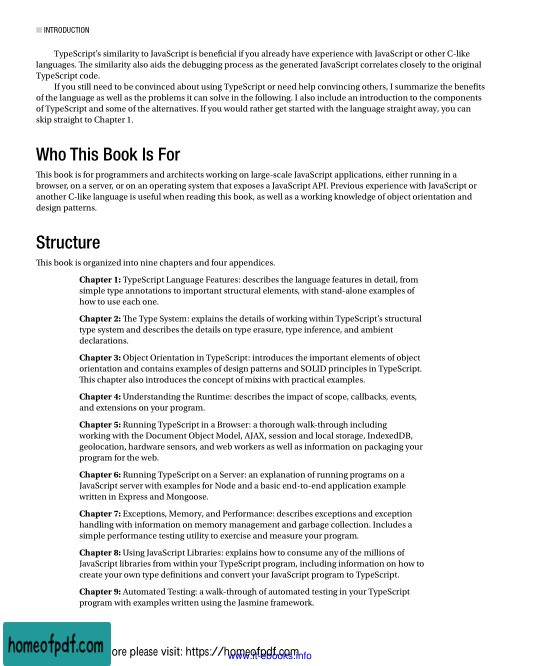 INTRODUCTION
TypeScript's similarity to JavaScript is beneficial if you already have experience with JavaScript or other C-like
languages. The similarity also aids the debugging process as the generated JavaScript correlates closely to the original
TypeScript code.
If you still need to be convinced about using TypeScript or need help convincing others, I summarize the benefits
of the language as well as the problems it can solve in the following. I also include an introduction to the components
of TypeScript and some of the alternatives. If you would rather get started with the language straight away, you can
skip straight to Chapter 1.
Who This Book Is For
This book is for programmers and architects working on large-scale JavaScript applications, either running in a
browser, on a server, or on an operating system that exposes a JavaScript API. Previous experience with JavaScript or
another C-like language is useful when reading this book, as well as a working knowledge of object orientation and
design patterns.
Structure
This book is organized into nine chapters and four appendices.
Chapter 1: TypeScript Language Features: describes the language features in detail, from
simple type annotations to important structural elements, with stand-alone examples of
how to use each one.
Chapter 2: The Type System: explains the details of working within TypeScript's structural
type system and describes the details on type erasure, type inference, and ambient
declarations.
Chapter 3: Object Orientation in TypeScript: introduces the important elements of object
orientation and contains examples of design patterns and SOLID principles in TypeScript.
This chapter also introduces the concept of mixins with practical examples.
Chapter 4: Understanding the Runtime: describes the impact of scope, callbacks, events,
and extensions on your program.
Chapter 5: Running TypeScript in a Browser: a thorough walk-through including
working with the Document Object Model, AJAX, session and local storage, IndexedDB,
geolocation, hardware sensors, and web workers as well as information on packaging your
program for the web.
Chapter 6: Running TypeScript on a Server: an explanation of running programs on a
JavaScript server with examples for Node and a basic end-to-end application example
written in Express and Mongoose.
Chapter 7: Exceptions, Memory, and Performance: describes exceptions and exception
handling with information on memory management and garbage collection. Includes a
simple performance testing utility to exercise and measure your program.
Chapter 8: Using JavaScript Libraries: explains how to consume any of the millions of
JavaScript libraries from within your TypeScript program, including information on how to
create your own type definitions and convert your JavaScript program to TypeScript.
Chapter 9: Automated Testing: a walk-through of automated testing in your TypeScript
program with examples written using the Jasmine framework.
homeofpdf.com
ore please visit: https://homeofpdf.com
www.it-ebooks.info